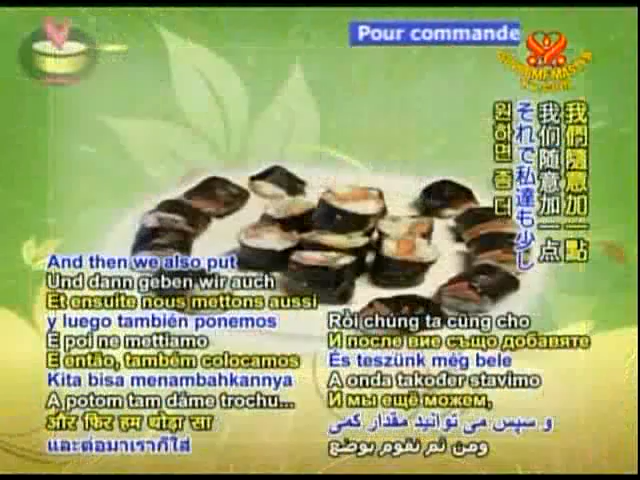 Pour commande
SUPREME MASTER
TV.COM
我們隨意加一點
我们随意加一点
それで私達も少し
원하면 좀 더
And then we also put
Und dann geben wir auch
Et ensuite nous mettons aussi
y luego también ponemos
E poi ne mettiamo
E então, também colocamos
Kita bisa menambahkannya
A potom tam dáme trochu...
और फिर हम थोड़ा सा
และต่อมาเราก็ใส่
Rồi chúng ta cũng cho
И после вие също добавяте
És teszünk még bele
A onda također stavimo
И мы ещё можем,
و سپس می توانید مقدار کمی
ومن ثم نقوم بوضع